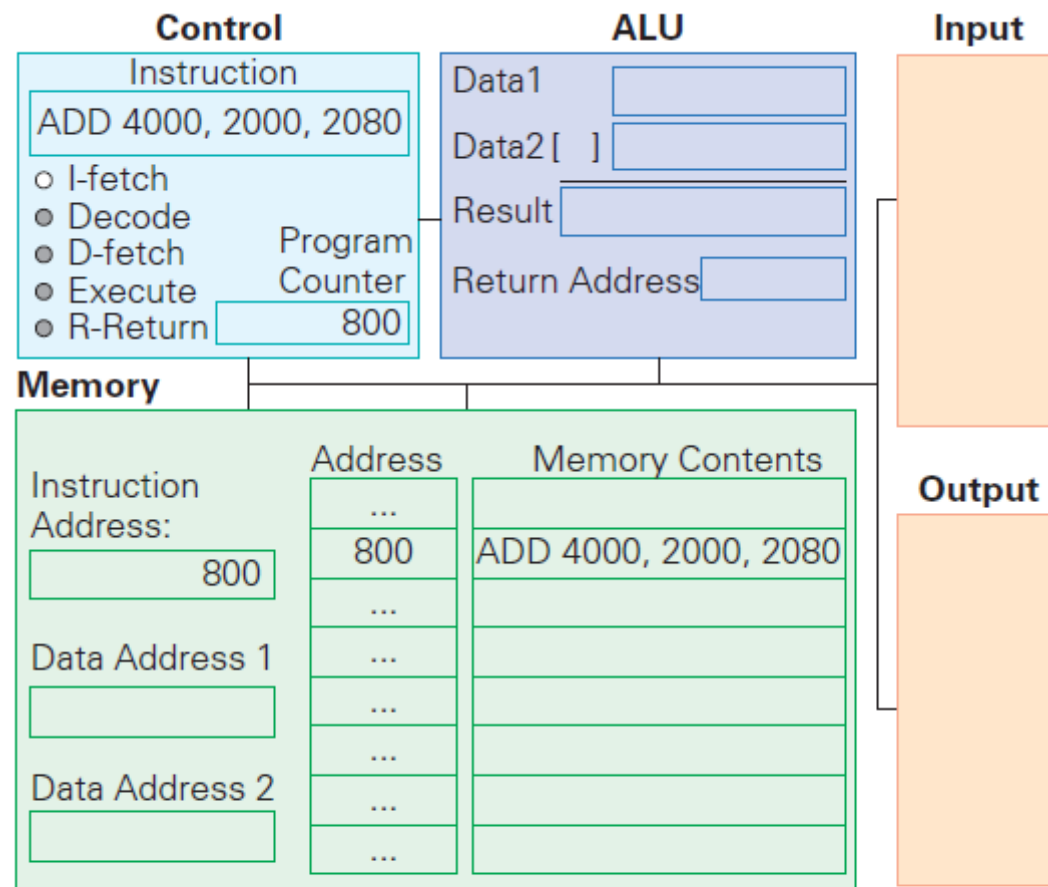 Control
Instruction
ADD 4000, 2000, 2080
I-fetch
Decode
D-fetch
Execute
R-Return
Program
Counter
800
ALU
Data1
Data2 [ ]
Result
Return Address
Input
Memory
Instruction
Address:
800
Data Address 1
Data Address 2
Address Memory Contents
...
800 ADD 4000, 2000, 2080
...
...
...
...
...
...
Output